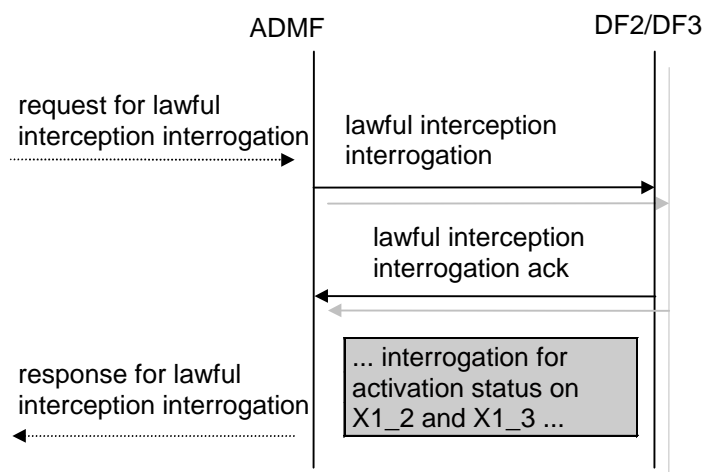 ADMF
DF2/DF3
request for lawful
interception interrogation
lawful interception
interrogation
lawful interception
interrogation ack
... interrogation for
activation status on
X1_2 and X1_3 ...
response for lawful
interception interrogation